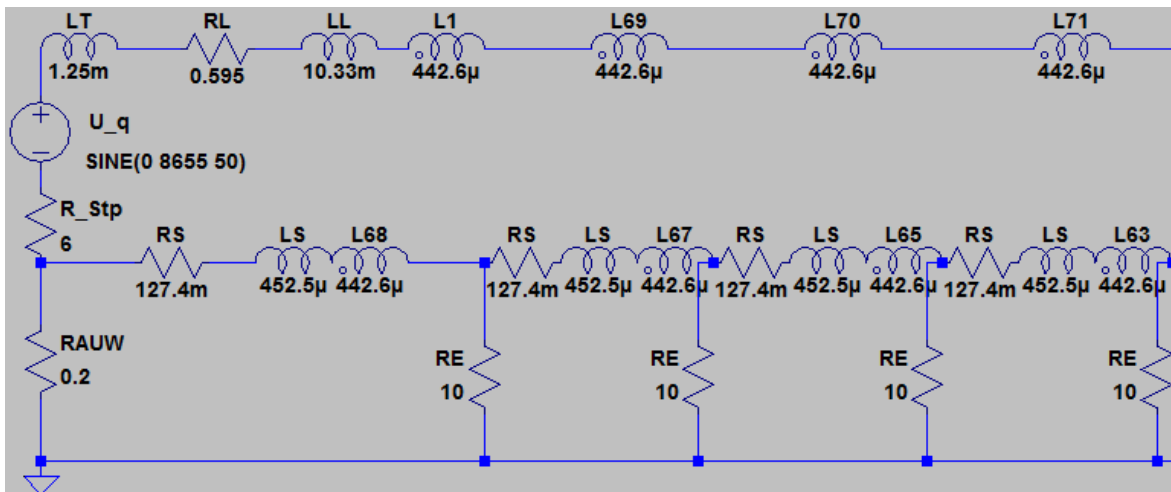 LT
RL
LL
L1
L69
L70
L71
1.25m
0.595
10.33m
442.6µ
442.6µ
442.6µ
442.6µ
U_q
SINE(0 8655 50)
R_Stp
6
RS
LS
L68
RS
LS
L67
RS
LS
L65
RS
LS
L63
127.4m
452.5µ
442.6µ
127.4m
452.5µ
442.6µ
127.4m
452.5µ
442.6µ
127.4m
452.5µ
442.6µ
RAUW
0.2
RE
10
RE
10
RE
10
RE
10